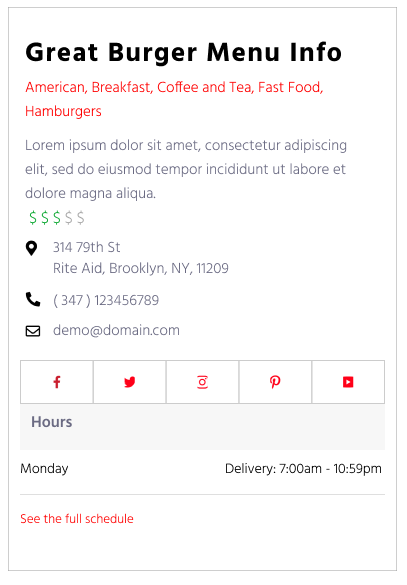 Great Burger Menu Info
American, Breakfast, Coffee and Tea, Fast Food,
Hamburgers
Lorem ipsum dolor sit amet, consectetur adipiscing
elit, sed do eiusmod tempor incididunt ut labore et
dolore magna aliqua.
$ $ $ $ $
314 79th St
Rite Aid, Brooklyn, NY, 11209
( 347 ) 123456789
demo@domain.com
Hours
Monday Delivery: 7:00am - 10:59pm
See the full schedule